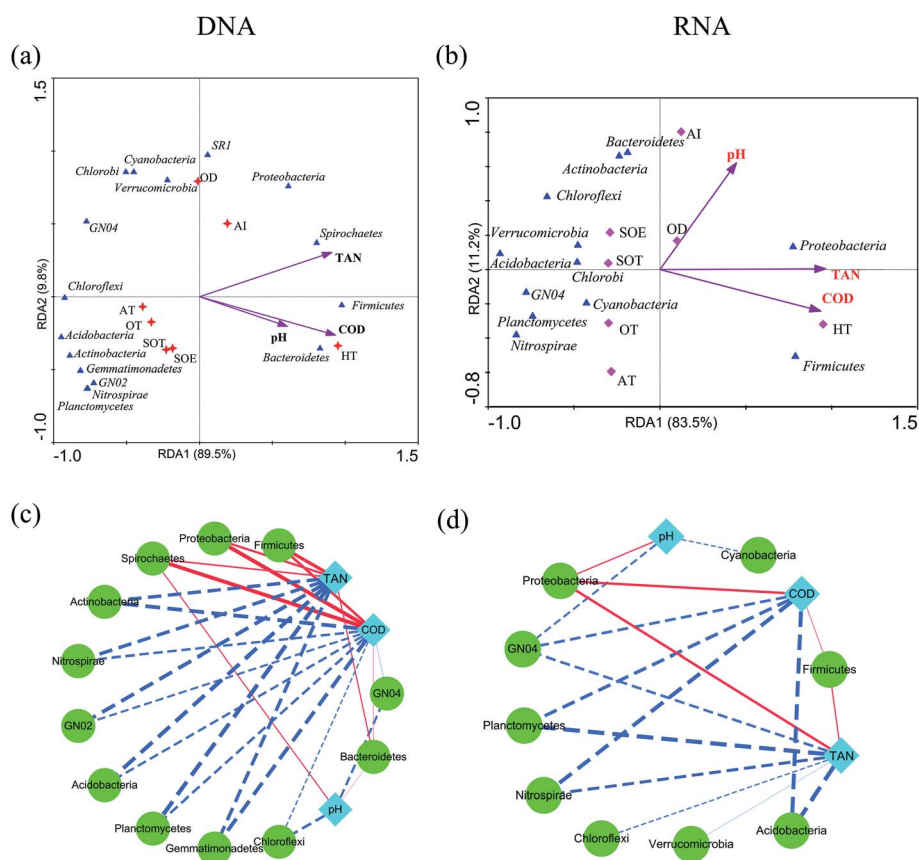 DNA
RNA
(a)
1.5
SR1
Cyanobacteria
Chlorobi
Verrucomicrobia
OD
Proteobacteria
AI
GN04
Spirochaetes
TAN
RDA2 (9.8%)
Chloroflexi
Firmicutes
AT
OT
Acidobacteria
SOT
SOE
pH
COD
Bacteroidetes
HT
Actinobacteria
Gemmatimonadetes
GN02
Nitrospirae
Planctomycetes
-1.0
-1.0
RDA1 (89.5%)
1.5
(b)
1.0
AI
Bacteroidetes
pH
Actinobacteria
Chloroflexi
Verrucomicrobia
SOE
OD
Proteobacteria
Acidobacteria
SOT
Chlorobi
TAN
RDA2 (11.2%)
GN04
Cyanobacteria
COD
Planctomycetes
OT
HT
Nitrospirae
Firmicutes
AT
-0.8
-1.0
RDA1 (83.5%)
1.5
(c)
Proteobacteria
Firmicutes
Spirochaetes
TAN
Actinobacteria
COD
Nitrospirae
GN04
GN02
Bacteroidetes
Acidobacteria
pH
Planctomycetes
Chloroflexi
Gemmatimonadetes
(d)
pH
Cyanobacteria
Proteobacteria
COD
GN04
Firmicutes
Planctomycetes
TAN
Nitrospirae
Chloroflexi
Verrucomicrobia
Acidobacteria